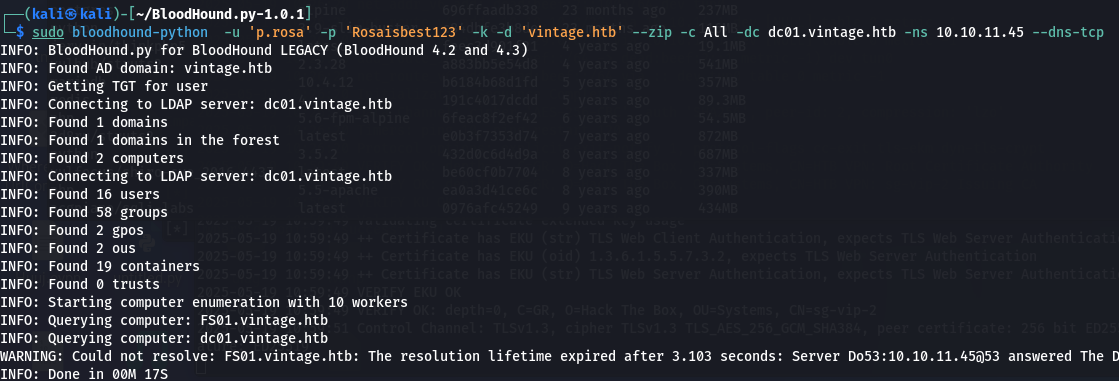 (kali㉿kali)-[~/BloodHound.py-1.0.1]
$ sudo bloodhound-python -u 'p.rosa' -p 'Rosaisbest123' -k -d 'vintage.htb' --zip -c All -dc dc01.vintage.htb -ns 10.10.11.45 --dns-tcp
INFO: BloodHound.py for BloodHound LEGACY (BloodHound 4.2 and 4.3)
INFO: Found AD domain: vintage.htb
INFO: Getting TGT for user
INFO: Connecting to LDAP server: dc01.vintage.htb
INFO: Found 1 domains
INFO: Found 1 domains in the forest
INFO: Found 2 computers
INFO: Connecting to LDAP server: dc01.vintage.htb
INFO: Found 16 users
INFO: Found 58 groups
INFO: Found 2 gpos
INFO: Found 2 ous
INFO: Found 19 containers
INFO: Found 0 trusts
INFO: Starting computer enumeration with 10 workers
INFO: Querying computer: FS01.vintage.htb
INFO: Querying computer: dc01.vintage.htb
WARNING: Could not resolve: FS01.vintage.htb: The resolution lifetime expired after 3.103 seconds: Server Do53:10.10.11.45@53 answered The D
INFO: Done in 00M 17S